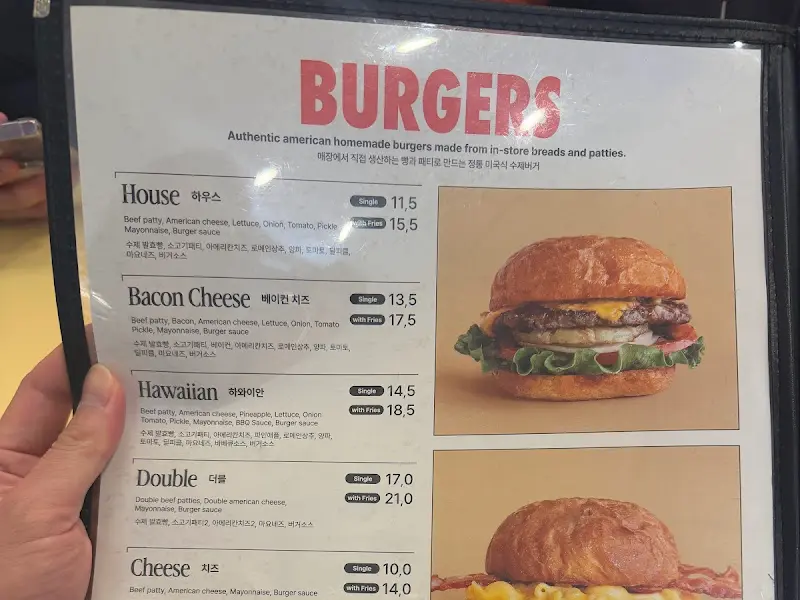 BURGERS
Authentic american homemade burgers made from in-store breads and patties.
매장에서 직접 생산하는 빵과 패티로 만드는 정통 미국식 수제버거
House 하우스
Single 11,5
Beef patty, American cheese, Lettuce, Onion, Tomato, Pickle
with Fries 15,5
Mayonnaise, Burger sauce
수제 발효빵, 소고기패티, 아메리칸치즈, 로메인상추, 양파, 토마토, 딜피클,
마요네즈, 버거소스
Bacon Cheese 베이컨 치즈
Single 13,5
Beef patty, Bacon, American cheese, Lettuce, Onion, Tomato
with Fries 17,5
Pickle, Mayonnaise, Burger sauce
수제 발효빵, 소고기패티, 베이컨, 아메리칸치즈, 로메인상추, 양파, 토마토,
딜피클, 마요네즈, 버거소스
Hawaiian 하와이안
Single 14,5
with Fries 18,5
Beef patty, American cheese, Pineapple, Lettuce, Onion
Tomato, Pickle, Mayonnaise, BBQ Sauce, Burger sauce
수제 발효빵, 소고기패티, 아메리칸치즈, 파인애플, 로메인상추, 양파,
토마토, 딜피클, 마요네즈, 바베큐소스, 버거소스
Double 더블
Single 17,0
with Fries 21,0
Double beef patties, Double american cheese,
Mayonnaise, Burger sauce
수제 발효빵, 소고기패티2, 아메리칸치즈2, 마요네즈, 버거소스
Cheese 치즈
Single 10,0
with Fries 14,0
Beef patty, American cheese, Mayonnaise, Burger sauce